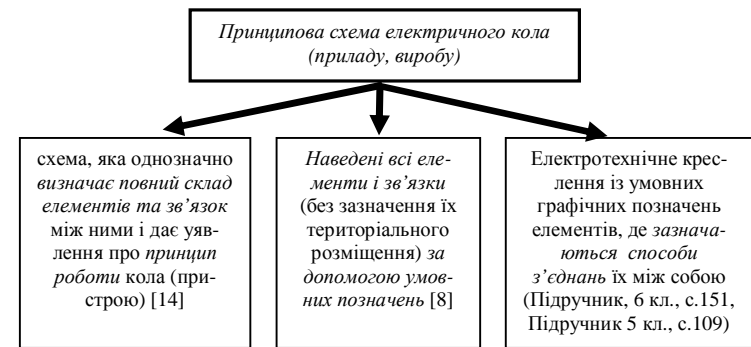 Принципова схема електричного кола
(приладу, виробу)
схема, яка однозначно
визначає повний склад
елементів та зв’язок
між ними і дає уяв-
лення про принцип
роботи кола (при-
строю) [14]
Наведені всі еле-
менти і зв’язки
(без зазначення їх
територіального
розміщення) за
допомогою умов-
них позначень [8]
Електротехнічне крес-
лення із умовних
графічних позначень
елементів, де зазнача-
ються способи
з’єднань їх між собою
(Підручник, 6 кл., с.151,
Підручник 5 кл., с.109)